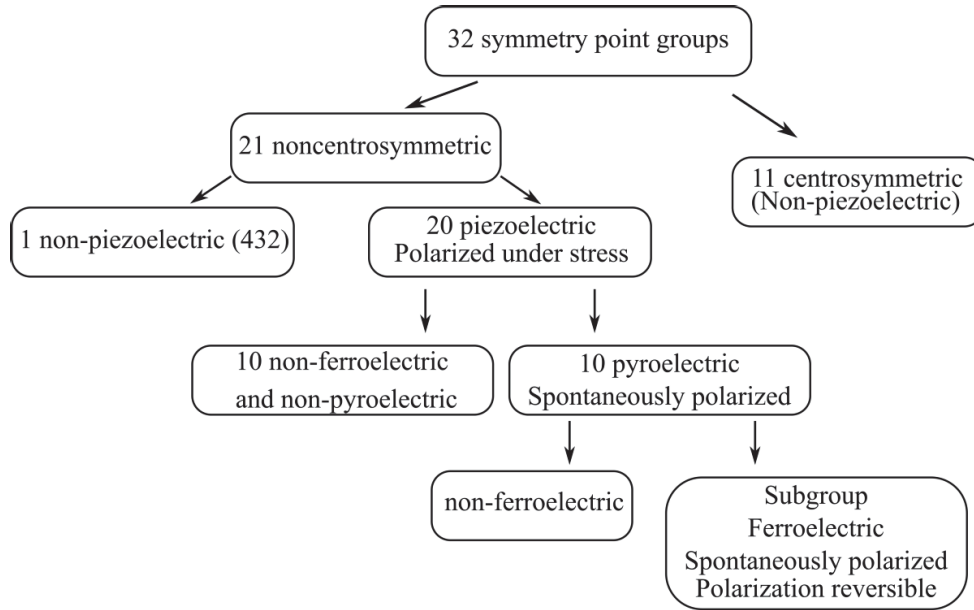 32 symmetry point groups
21 noncentrosymmetric
11 centrosymmetric
(Non-piezoelectric)
1 non-piezoelectric (432)
20 piezoelectric
Polarized under stress
10 non-ferroelectric
and non-pyroelectric
10 pyroelectric
Spontaneously polarized
non-ferroelectric
Subgroup
Ferroelectric
Spontaneously polarized
Polarization reversible